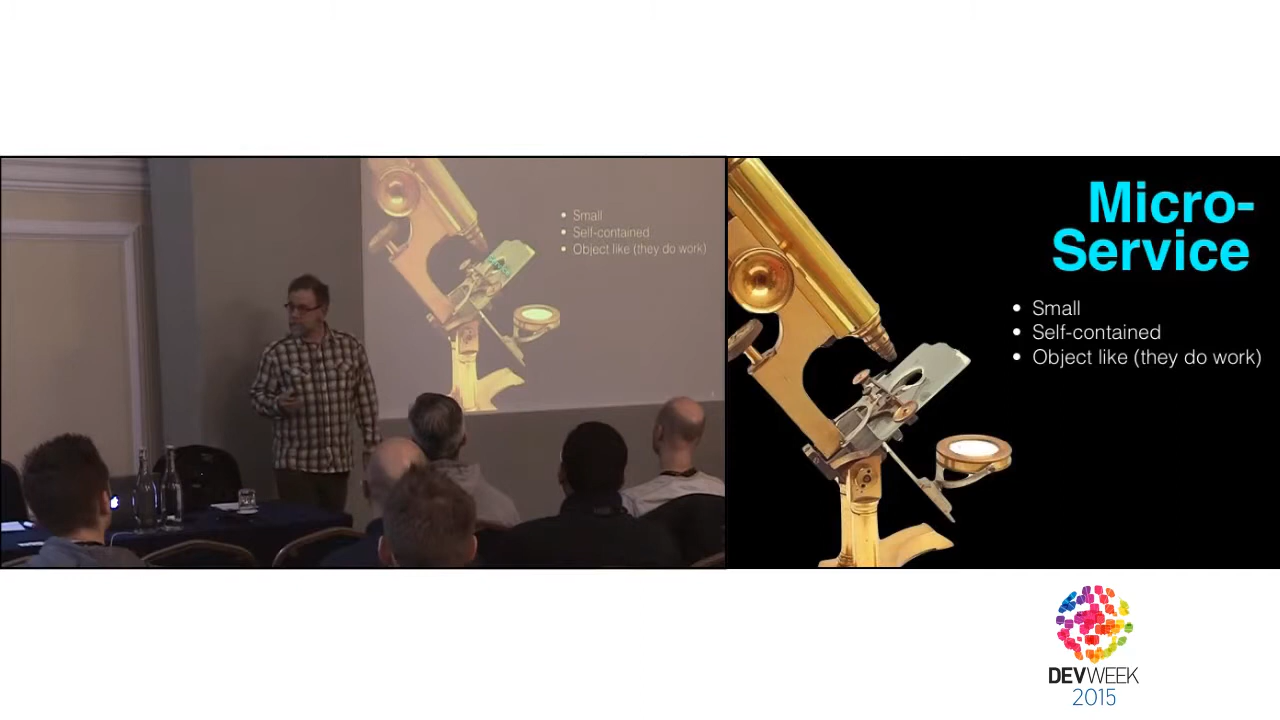 • Small
• Self-contained
• Object like (they do work)
Micro-
Service
• Small
• Self-contained
• Object like (they do work)
DEVWEEK
2015